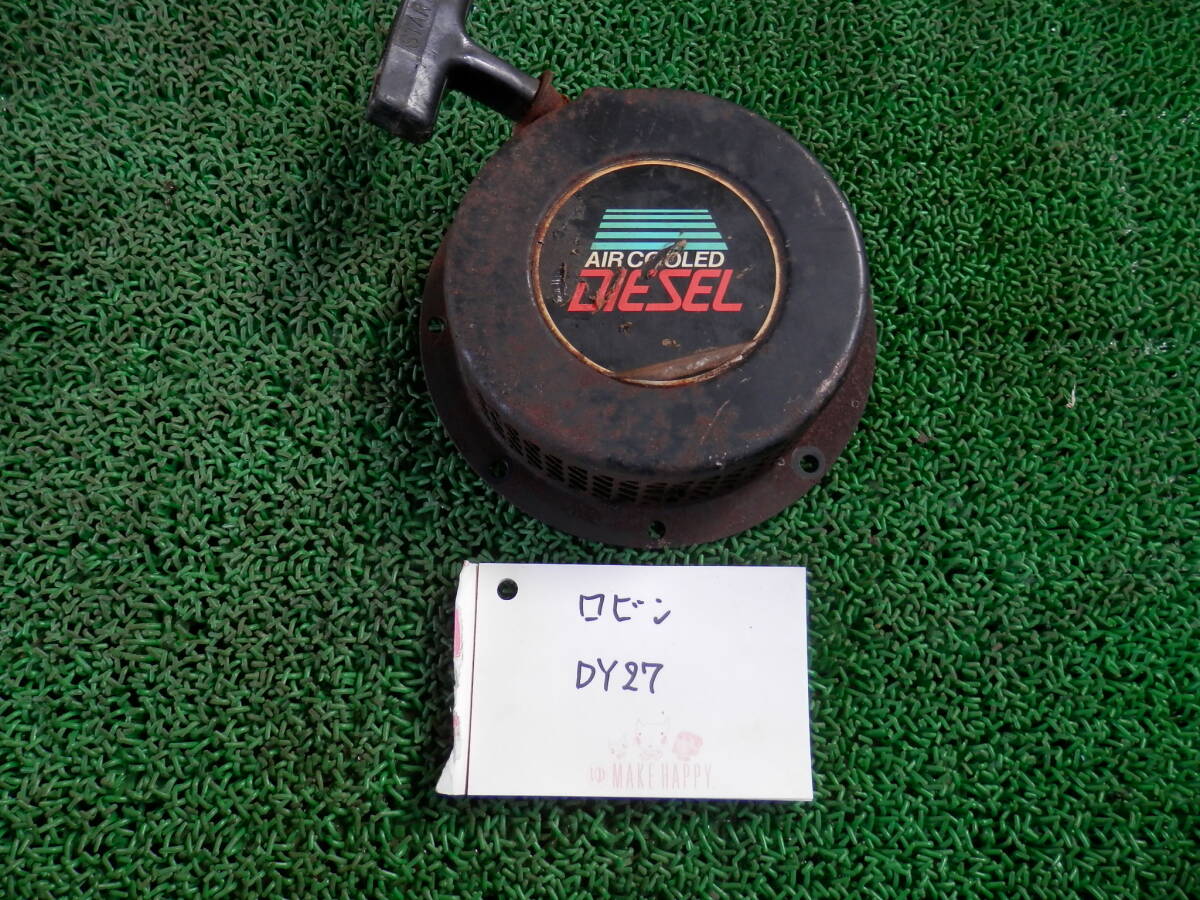 AIR COOLED
DIESEL
ロビン
DY27
MAKE HAPPY